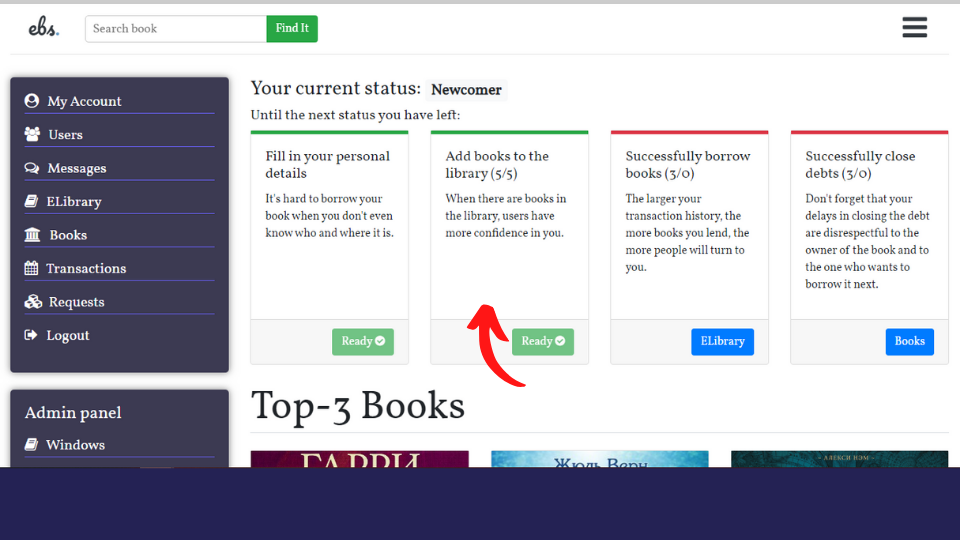 ebs.
Search book
Find It
My Account
Users
Messages
ELibrary
Books
Transactions
Requests
Logout
Admin panel
Windows
Your current status: Newcomer
Until the next status you have left:
Fill in your personal
details
It's hard to borrow your
book when you don't even
know who and where it is.
Ready
Add books to the
library (5/5)
When there are books in
the library, users have
more confidence in you.
Ready
Successfully borrow
books (3/0)
The larger your
transaction history, the
more books you lend, the
more people will turn to
you.
ELibrary
Successfully close
debts (3/0)
Don't forget that your
delays in closing the debt
are disrespectful to the
owner of the book and to
the one who wants to
borrow it next.
Books
Top-3 Books
ГАРРИ
Жюль Верн